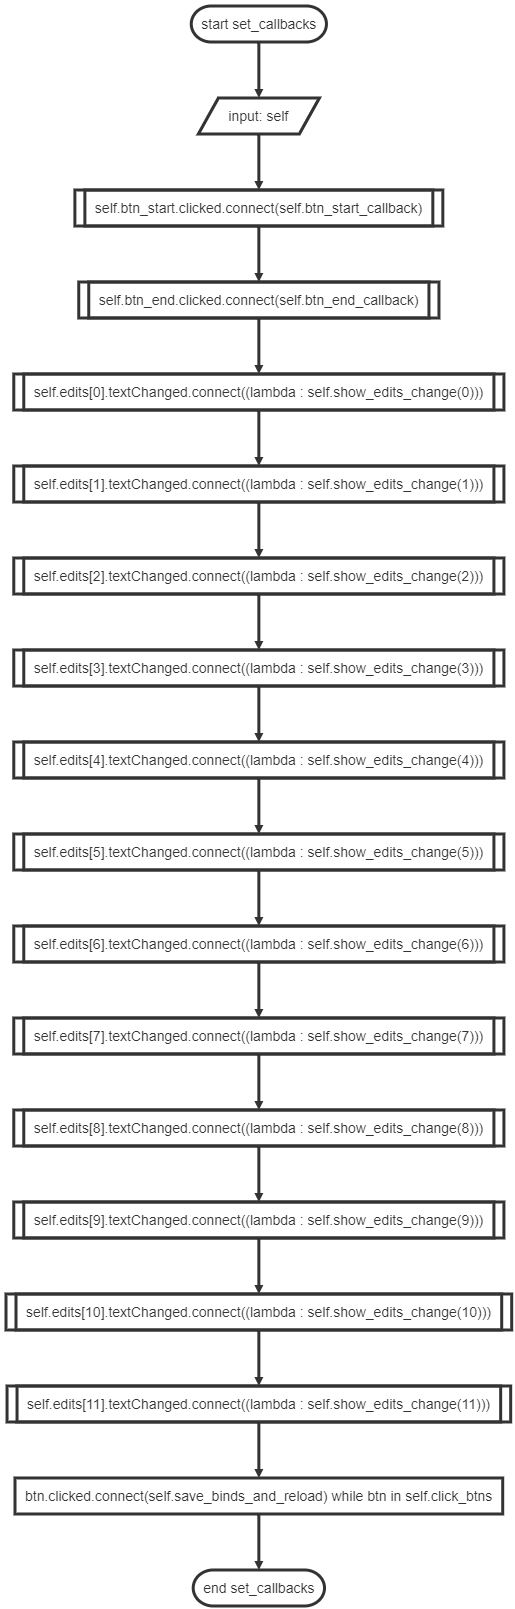 start set_callbacks
input: self
self.btn_start.clicked.connect(self.btn_start_callback)
self.btn_end.clicked.connect(self.btn_end_callback)
self.edits[0].textChanged.connect((lambda : self.show_edits_change(0)))
self.edits[1].textChanged.connect((lambda : self.show_edits_change(1)))
self.edits[2].textChanged.connect((lambda : self.show_edits_change(2)))
self.edits[3].textChanged.connect((lambda : self.show_edits_change(3)))
self.edits[4].textChanged.connect((lambda : self.show_edits_change(4)))
self.edits[5].textChanged.connect((lambda : self.show_edits_change(5)))
self.edits[6].textChanged.connect((lambda : self.show_edits_change(6)))
self.edits[7].textChanged.connect((lambda : self.show_edits_change(7)))
self.edits[8].textChanged.connect((lambda : self.show_edits_change(8)))
self.edits[9].textChanged.connect((lambda : self.show_edits_change(9)))
self.edits[10].textChanged.connect((lambda : self.show_edits_change(10)))
self.edits[11].textChanged.connect((lambda : self.show_edits_change(11)))
btn.clicked.connect(self.save_binds_and_reload) while btn in self.click_btns
end set_callbacks